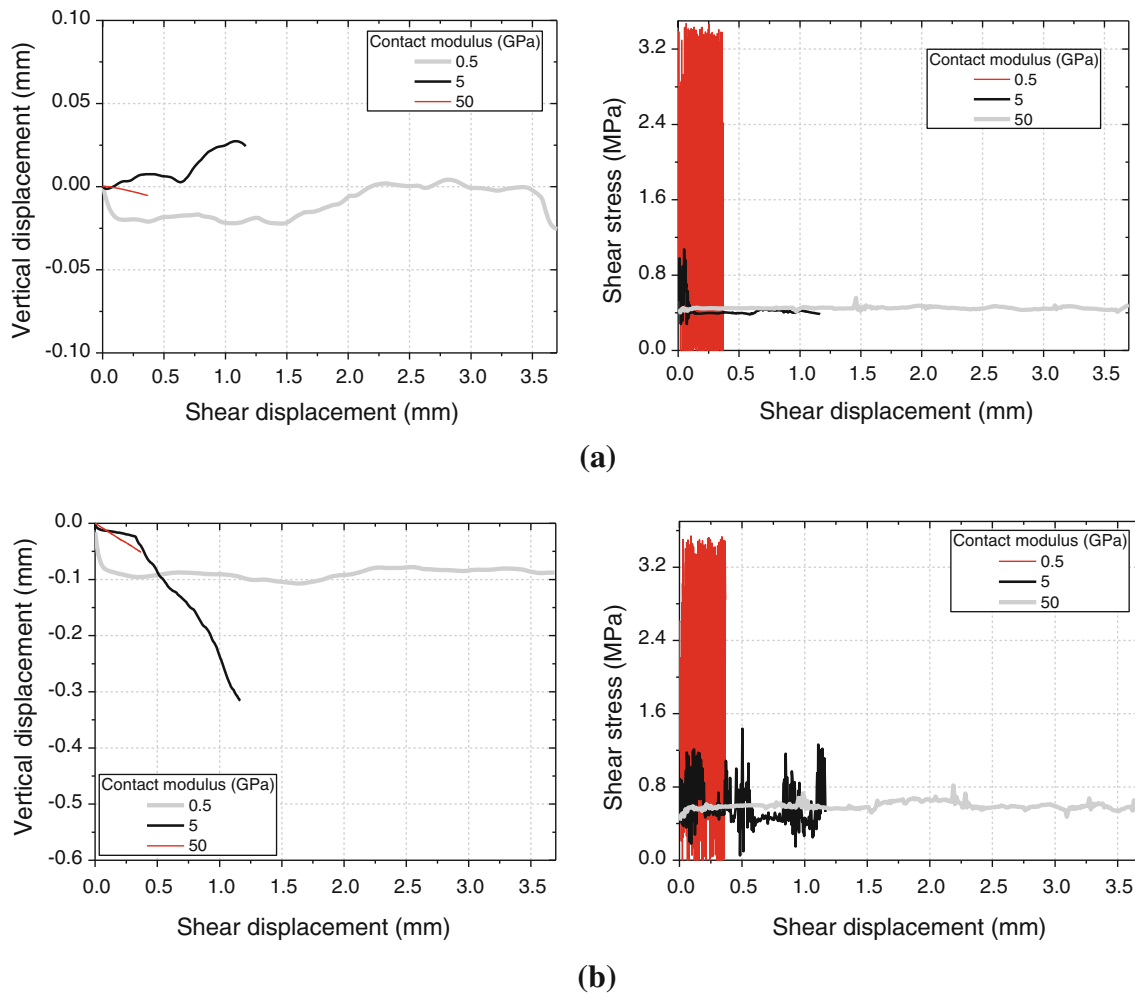 0.10
0.05
0.00
-0.05
-0.10
Vertical displacement (mm)
Contact modulus (GPa)
0.5
5
50
0.0 0.5 1.0 1.5 2.0 2.5 3.0 3.5
Shear displacement (mm)
3.2
2.4
1.6
0.8
0.0
Shear stress (MPa)
Contact modulus (GPa)
0.5
5
50
0.0 0.5 1.0 1.5 2.0 2.5 3.0 3.5
Shear displacement (mm)
(a)
0.0
-0.1
-0.2
-0.3
-0.4
-0.5
-0.6
Vertical displacement (mm)
Contact modulus (GPa)
0.5
5
50
0.0 0.5 1.0 1.5 2.0 2.5 3.0 3.5
Shear displacement (mm)
3.2
2.4
1.6
0.8
0.0
Shear stress (MPa)
Contact modulus (GPa)
0.5
5
50
0.0 0.5 1.0 1.5 2.0 2.5 3.0 3.5
Shear displacement (mm)
(b)